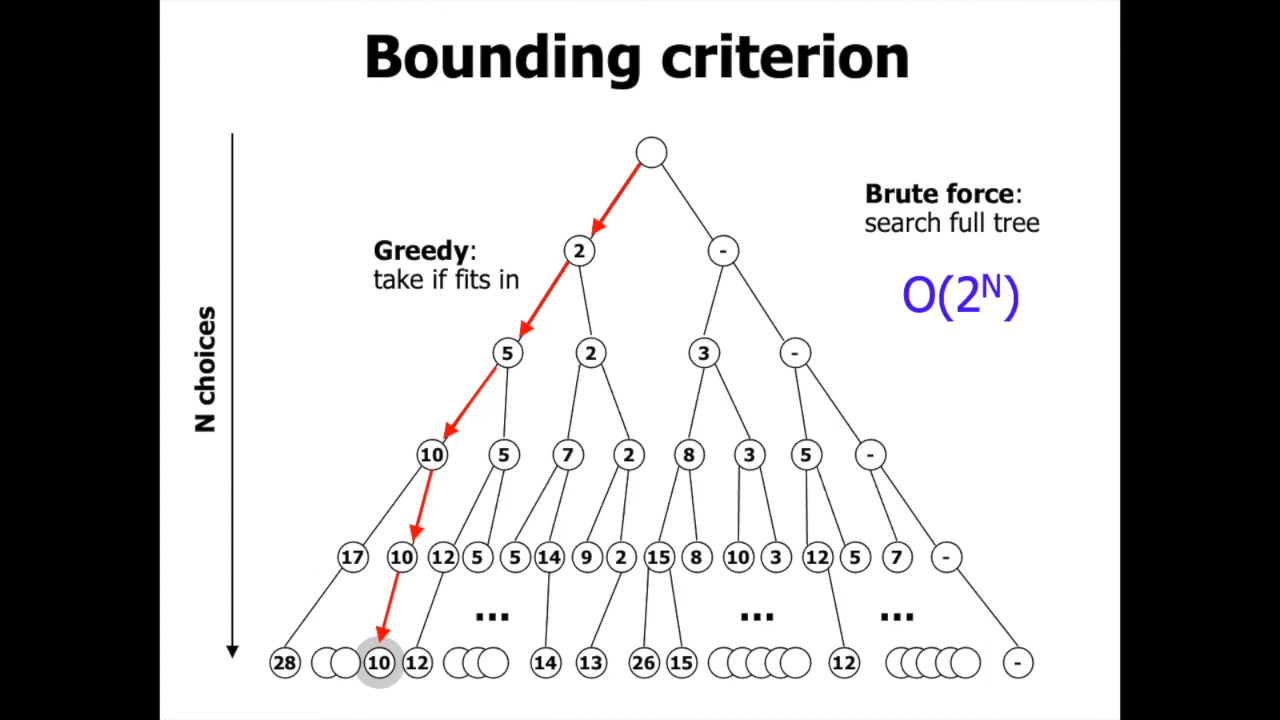 Bounding criterion
Brute force:
search full tree
Greedy:
take if fits in
O(2ᴺ)
N choices
2 -
5 2 3 -
10 5 7 2 8 3 5 -
17 10 12 5 5 14 9 2 15 8 10 3 12 5 7 -
... ... ...
28 10 12 14 13 26 15 12 -